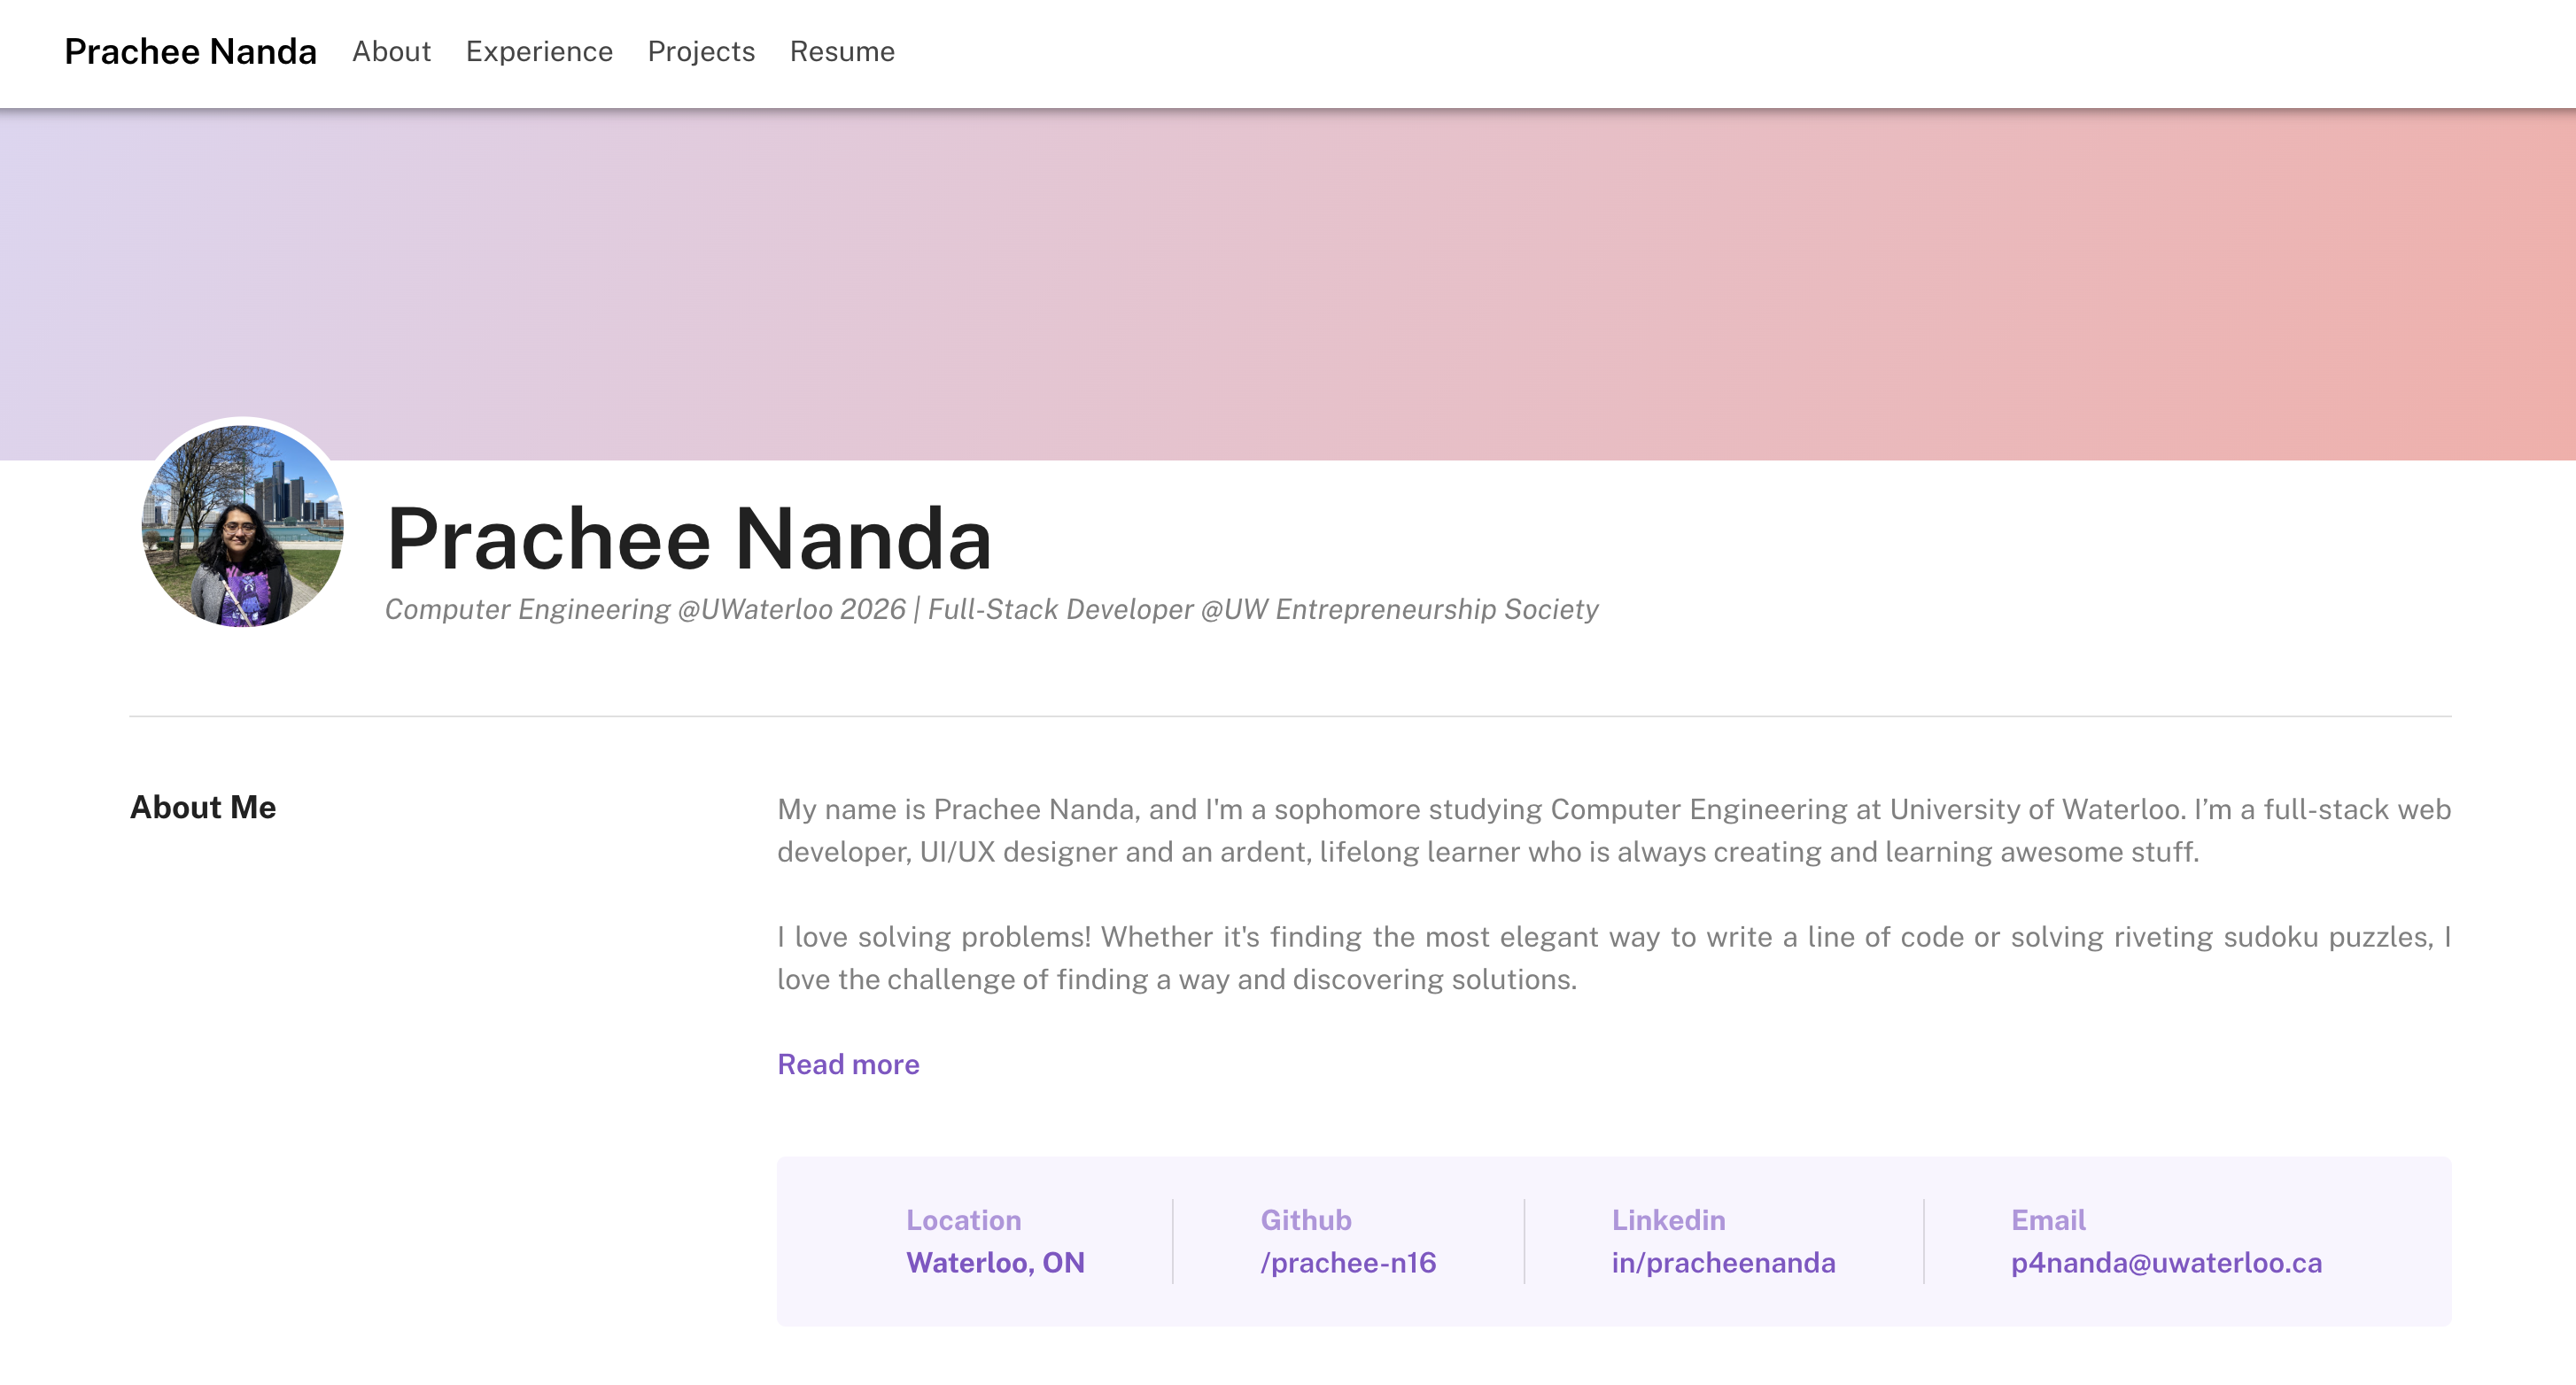 Prachee Nanda About Experience Projects Resume
Prachee Nanda
Computer Engineering @UWaterloo 2026 | Full-Stack Developer @UW Entrepreneurship Society
About Me
My name is Prachee Nanda, and I'm a sophomore studying Computer Engineering at University of Waterloo. I’m a full-stack web
developer, UI/UX designer and an ardent, lifelong learner who is always creating and learning awesome stuff.
I love solving problems! Whether it's finding the most elegant way to write a line of code or solving riveting sudoku puzzles, I
love the challenge of finding a way and discovering solutions.
Read more
Location
Waterloo, ON
Github
/prachee-n16
Linkedin
in/pracheenanda
Email
p4nanda@uwaterloo.ca